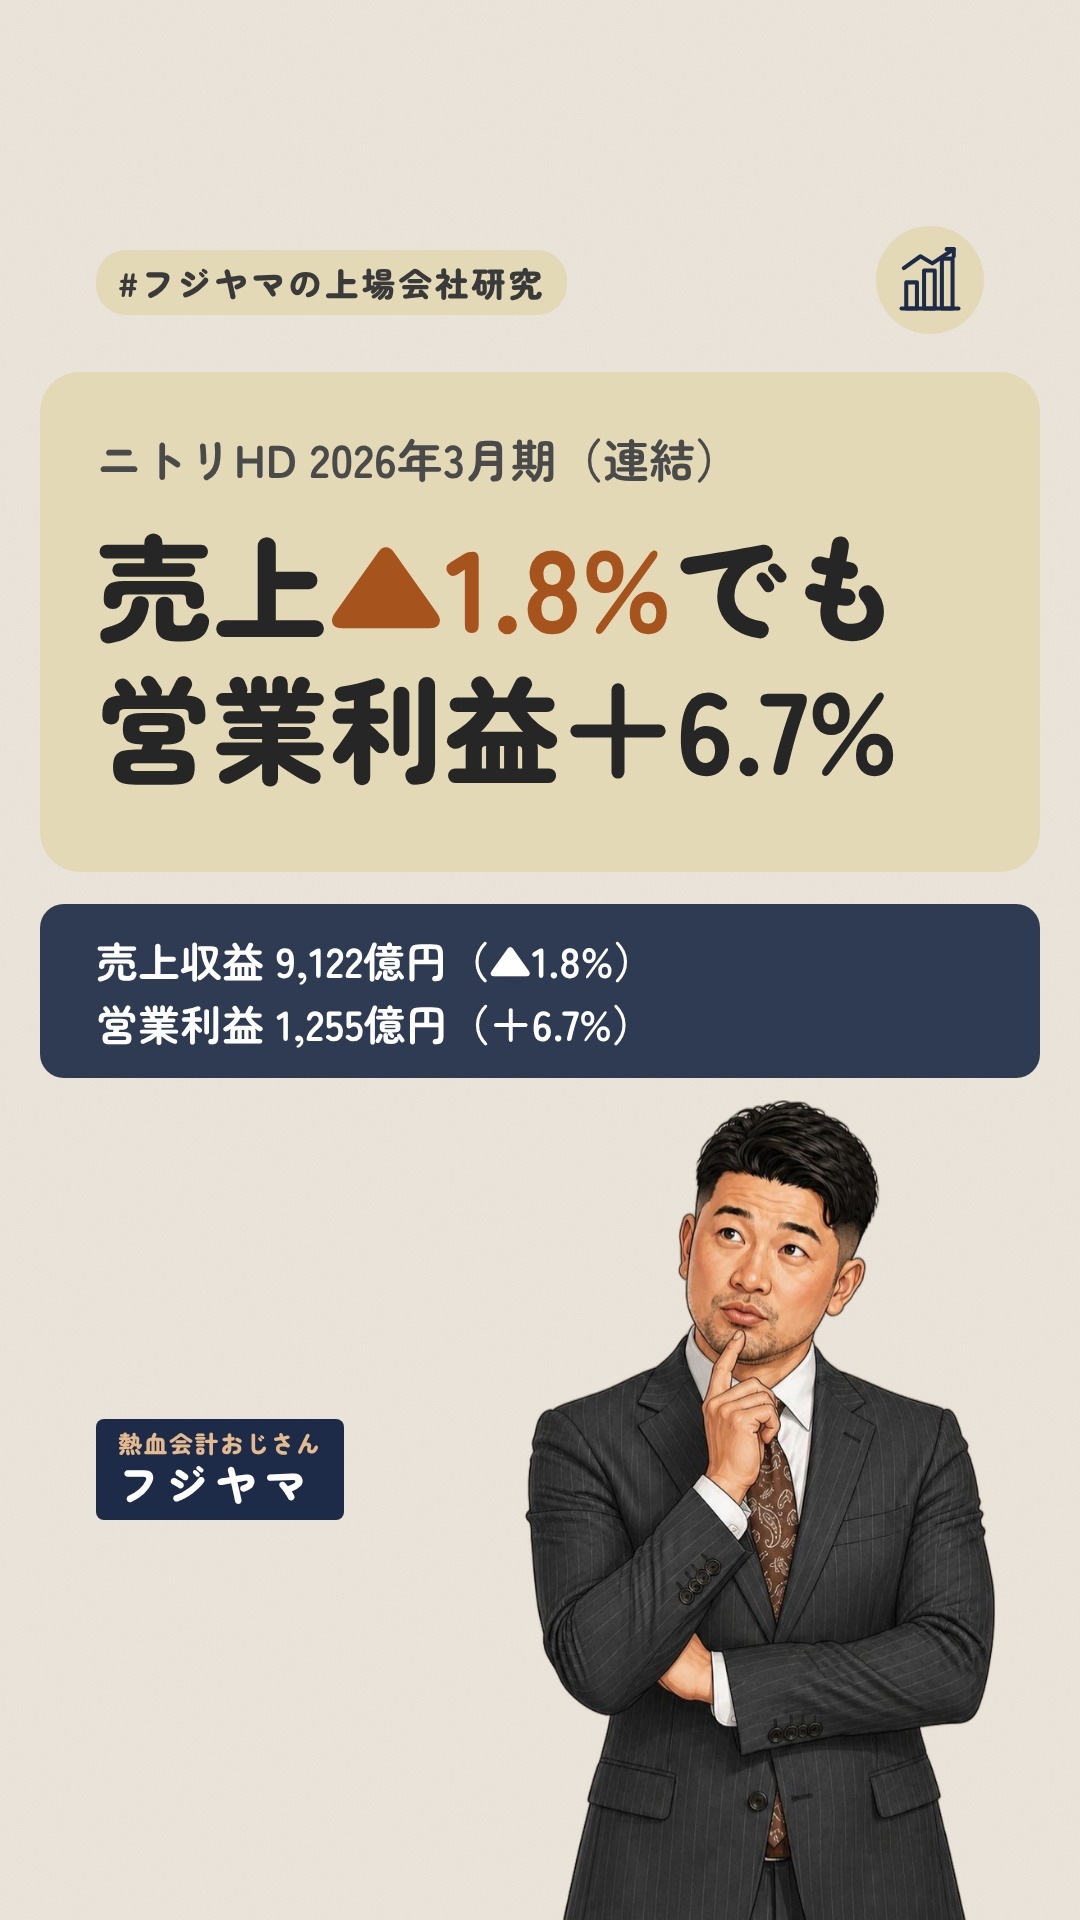 #フジヤマの上場会社研究
ニトリHD 2026年3月期（連結）
売上▲1.8%でも
営業利益＋6.7%
売上収益 9,122億円（▲1.8%）
営業利益 1,255億円（＋6.7%）
熱血会計おじさん
フジヤマ